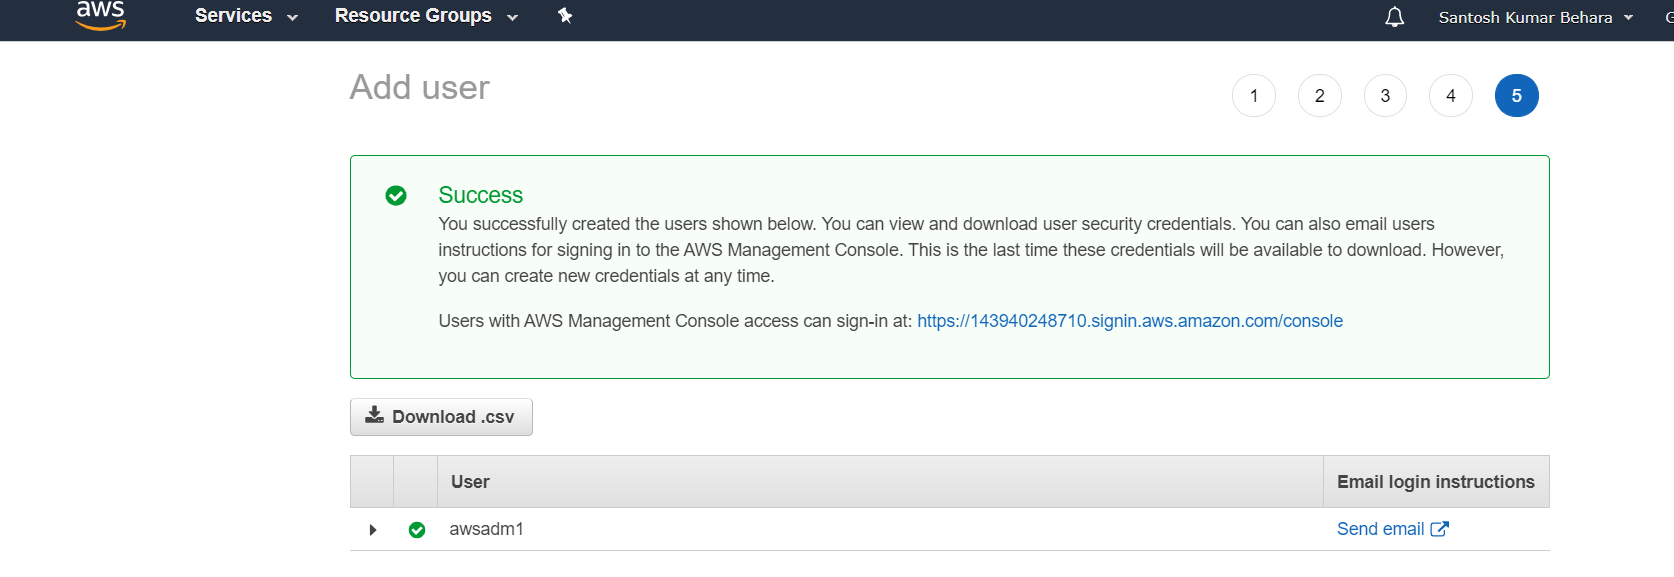 aws Services Resource Groups Santosh Kumar Behara
Add user 1 2 3 4 5
Success
You successfully created the users shown below. You can view and download user security credentials. You can also email users
instructions for signing in to the AWS Management Console. This is the last time these credentials will be available to download. However,
you can create new credentials at any time.
Users with AWS Management Console access can sign-in at: https://143940248710.signin.aws.amazon.com/console
Download .csv
User Email login instructions
awsadm1 Send email